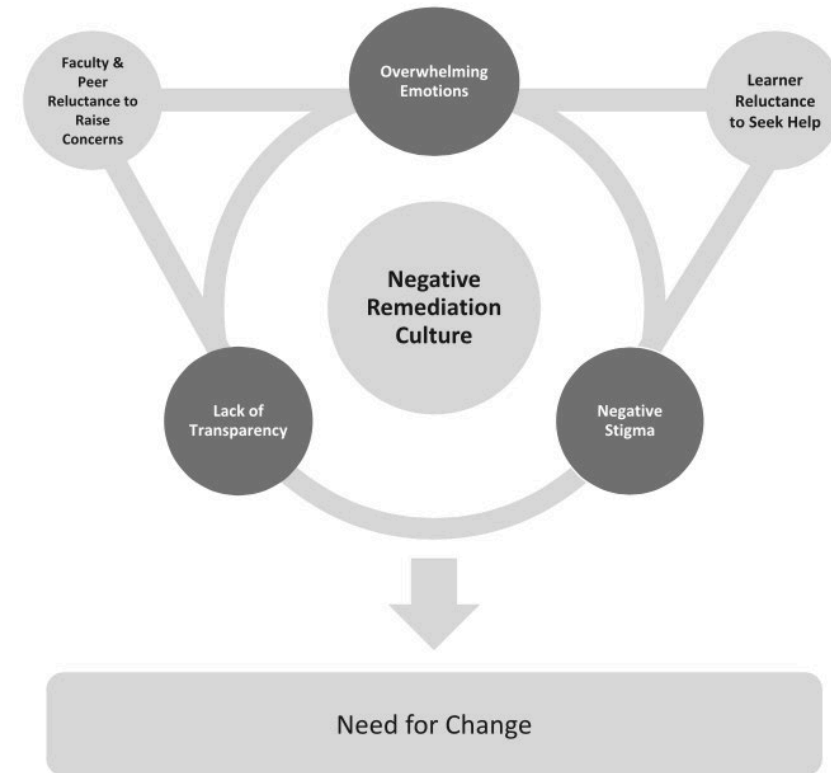 Faculty &
Peer
Reluctance to
Raise
Concerns
Overwhelming
Emotions
Learner
Reluctance
to Seek Help
Negative
Remediation
Culture
Lack of
Transparency
Negative
Stigma
Need for Change